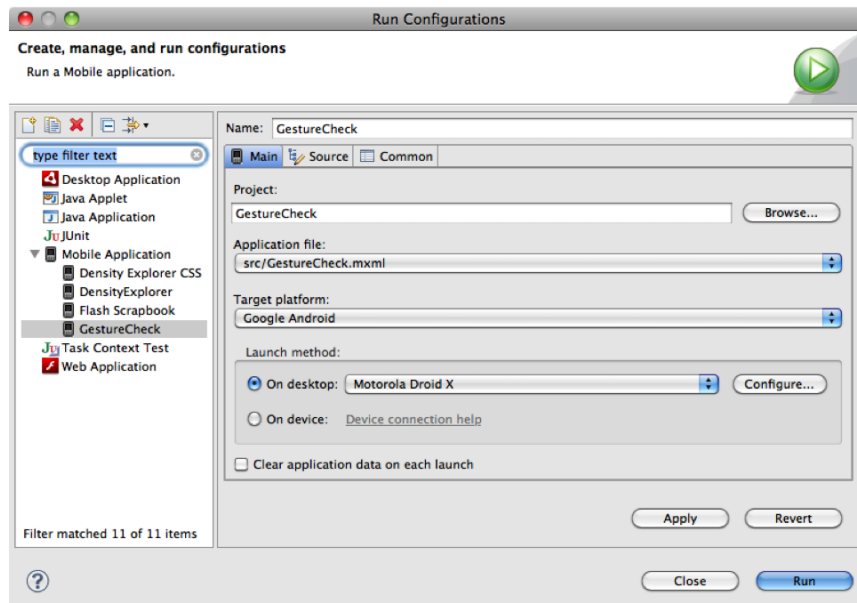 Run Configurations
Create, manage, and run configurations
Run a Mobile application.
type filter text
Desktop Application
Java Applet
Java Application
JUnit
Mobile Application
Density Explorer CSS
DensityExplorer
Flash Scrapbook
GestureCheck
Task Context Test
Web Application
Filter matched 11 of 11 items
Name: GestureCheck
Main Source Common
Project:
GestureCheck Browse...
Application file:
src/GestureCheck.mxml
Target platform:
Google Android
Launch method:
On desktop: Motorola Droid X Configure...
On device: Device connection help
Clear application data on each launch
Apply Revert
? Close Run